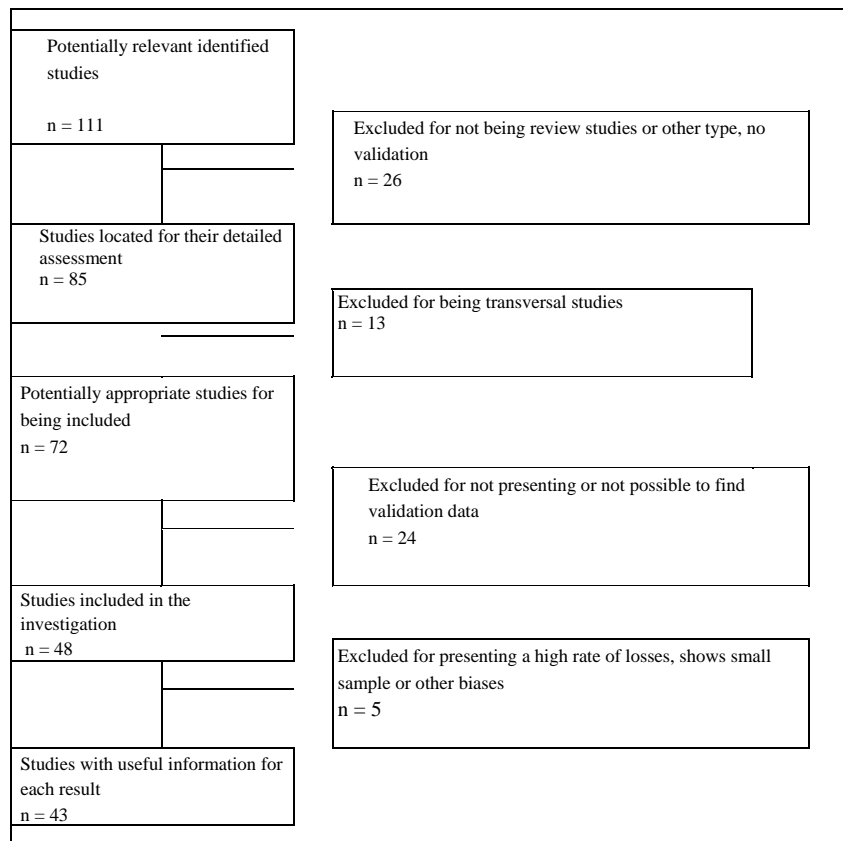 Potentially relevant identified
studies
n = 111
Excluded for not being review studies or other type, no
validation
n = 26
Studies located for their detailed
assessment
n = 85
Excluded for being transversal studies
n = 13
Potentially appropriate studies for
being included
n = 72
Excluded for not presenting or not possible to find
validation data
n = 24
Studies included in the
investigation
n = 48
Excluded for presenting a high rate of losses, shows small
sample or other biases
n = 5
Studies with useful information for
each result
n = 43